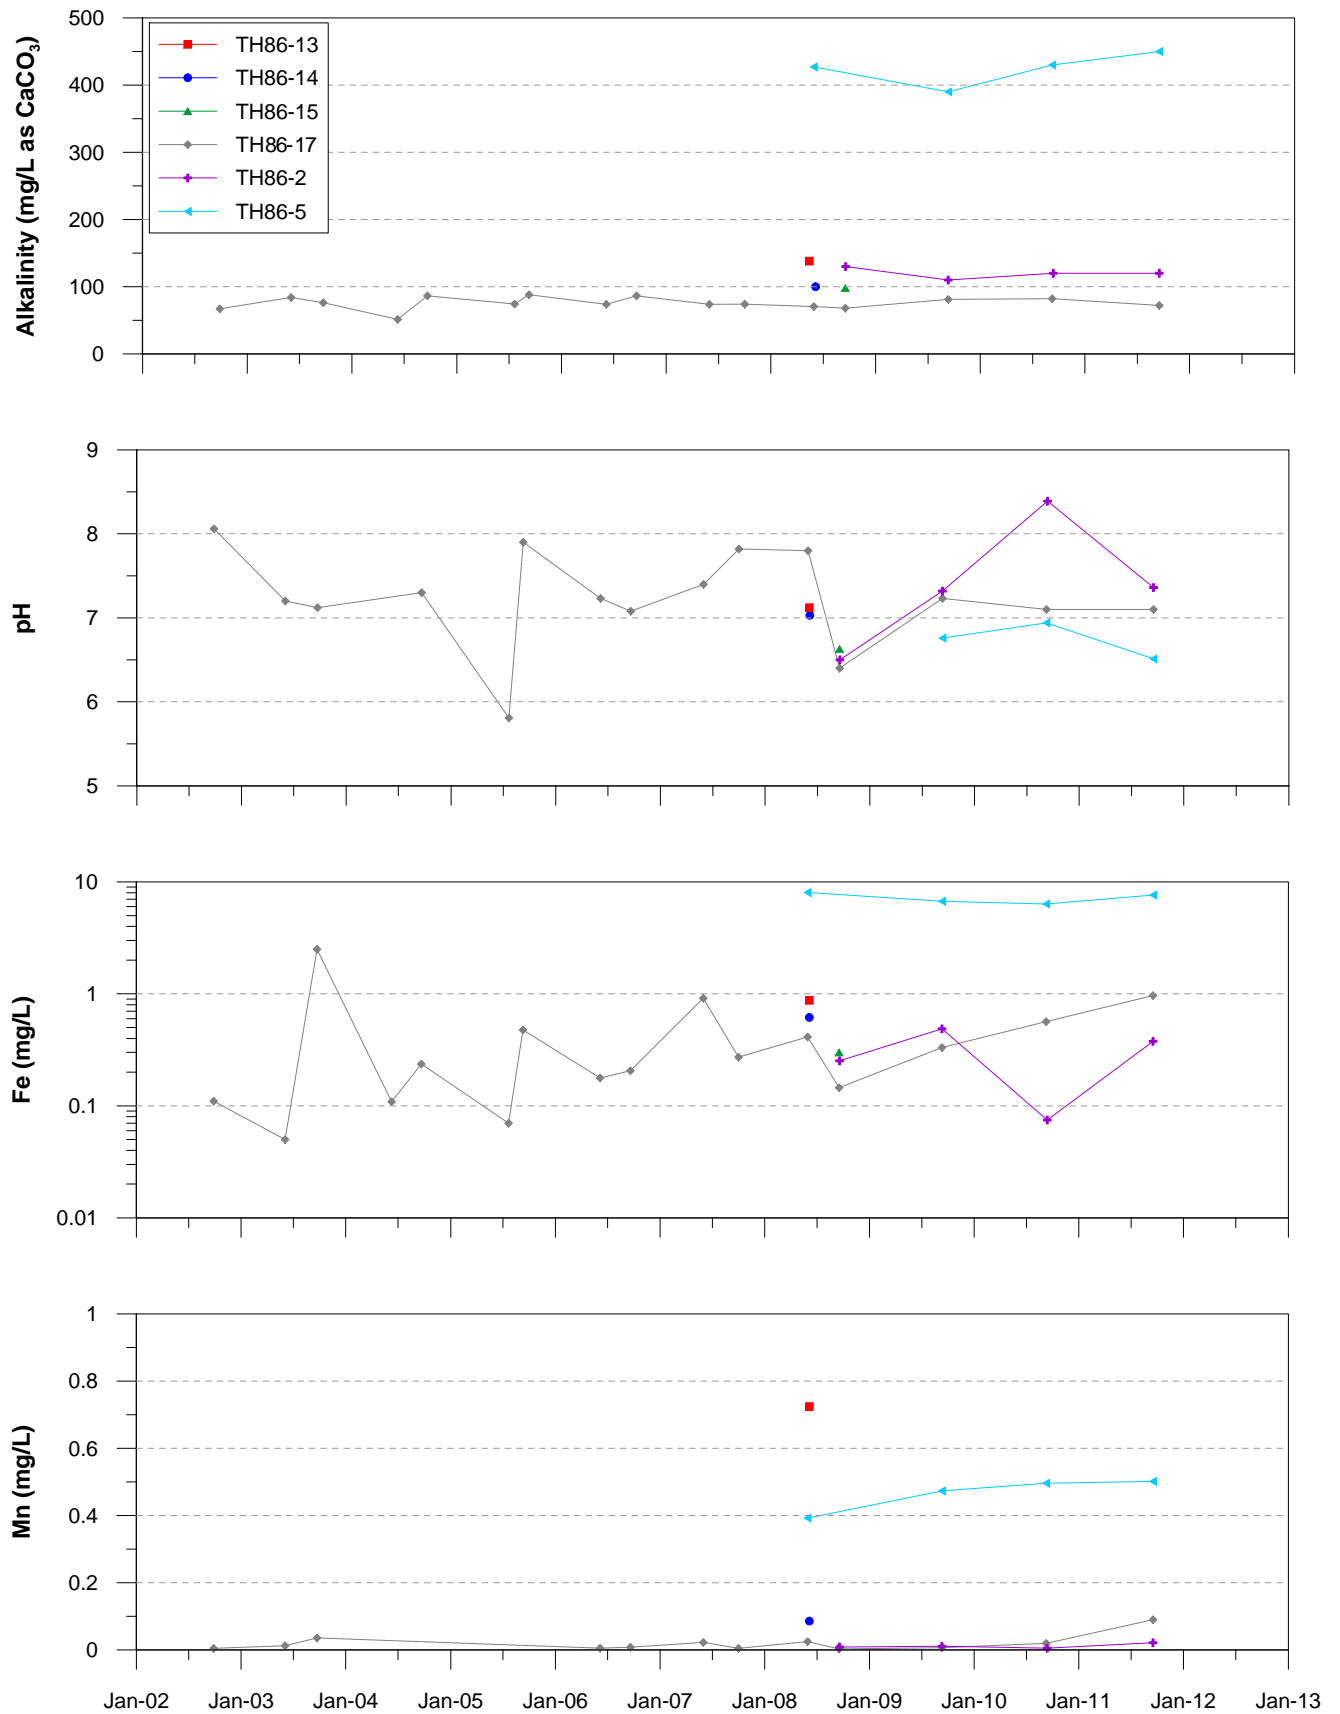 Alkalinity (mg/L as CaCO₃)
500
400
300
200
100
0
TH86-13
TH86-14
TH86-15
TH86-17
TH86-2
TH86-5
pH
9
8
7
6
5
Fe (mg/L)
10
1
0.1
0.01
Mn (mg/L)
1
0.8
0.6
0.4
0.2
0
Jan-02 Jan-03 Jan-04 Jan-05 Jan-06 Jan-07 Jan-08 Jan-09 Jan-10 Jan-11 Jan-12 Jan-13